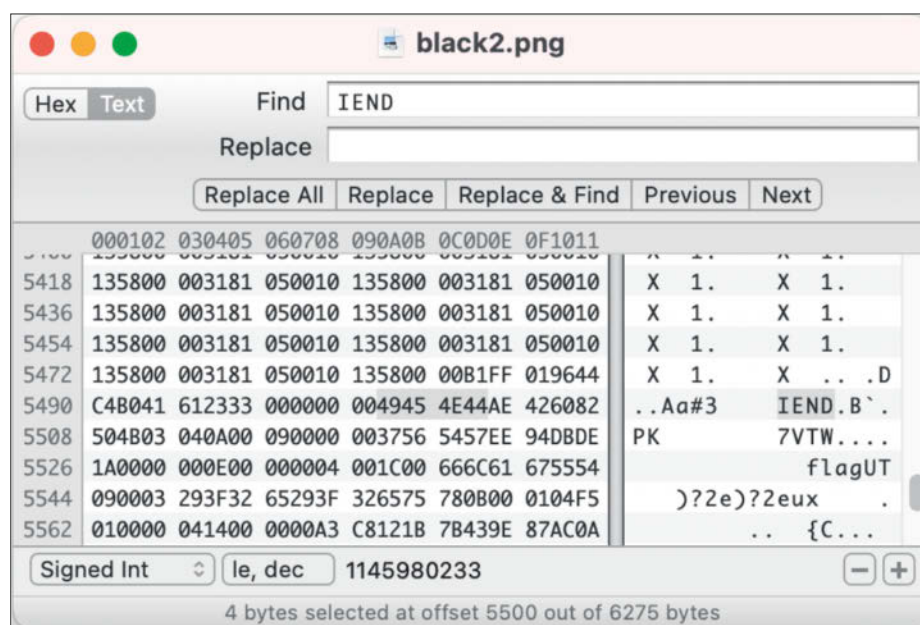 black2.png
Hex Text Find IEND
Replace
Replace All Replace Replace & Find Previous Next
000102 030405 060708 090A0B 0C0D0E 0F1011
5418 135800 003181 050010 135800 003181 050010 X 1. X 1.
5436 135800 003181 050010 135800 003181 050010 X 1. X 1.
5454 135800 003181 050010 135800 003181 050010 X 1. X 1.
5472 135800 003181 050010 135800 00B1FF 019644 X 1. X .. .D
5490 C4B041 612333 000000 004945 4E44AE 426082 ..Aa#3 IEND.B`.
5508 504B03 040A00 090000 003756 5457EE 94DBDE PK 7VTW....
5526 1A0000 000E00 000004 001C00 666C61 675554 flagUT
5544 090003 293F32 65293F 326575 780B00 0104F5 )?2e)?2eux .
5562 010000 041400 0000A3 C8121B 7B439E 87AC0A .. {C...
Signed Int le, dec 1145980233
4 bytes selected at offset 5500 out of 6275 bytes